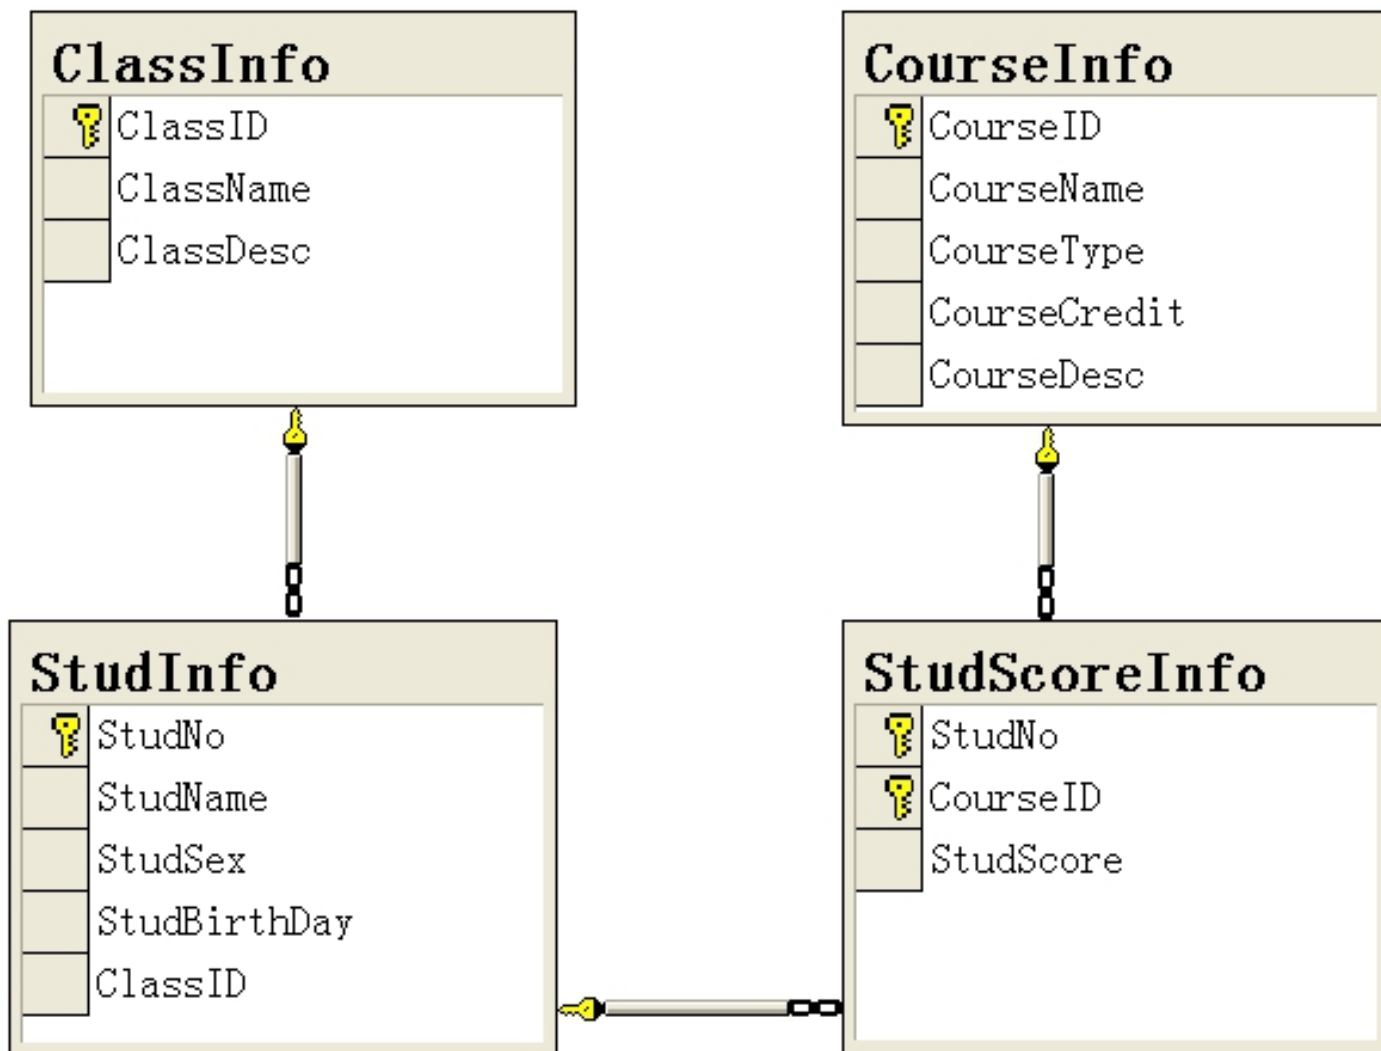 ClassInfo
ClassID
ClassName
ClassDesc
CourseInfo
CourseID
CourseName
CourseType
CourseCredit
CourseDesc
StudInfo
StudNo
StudName
StudSex
StudBirthDay
ClassID
StudScoreInfo
StudNo
CourseID
StudScore